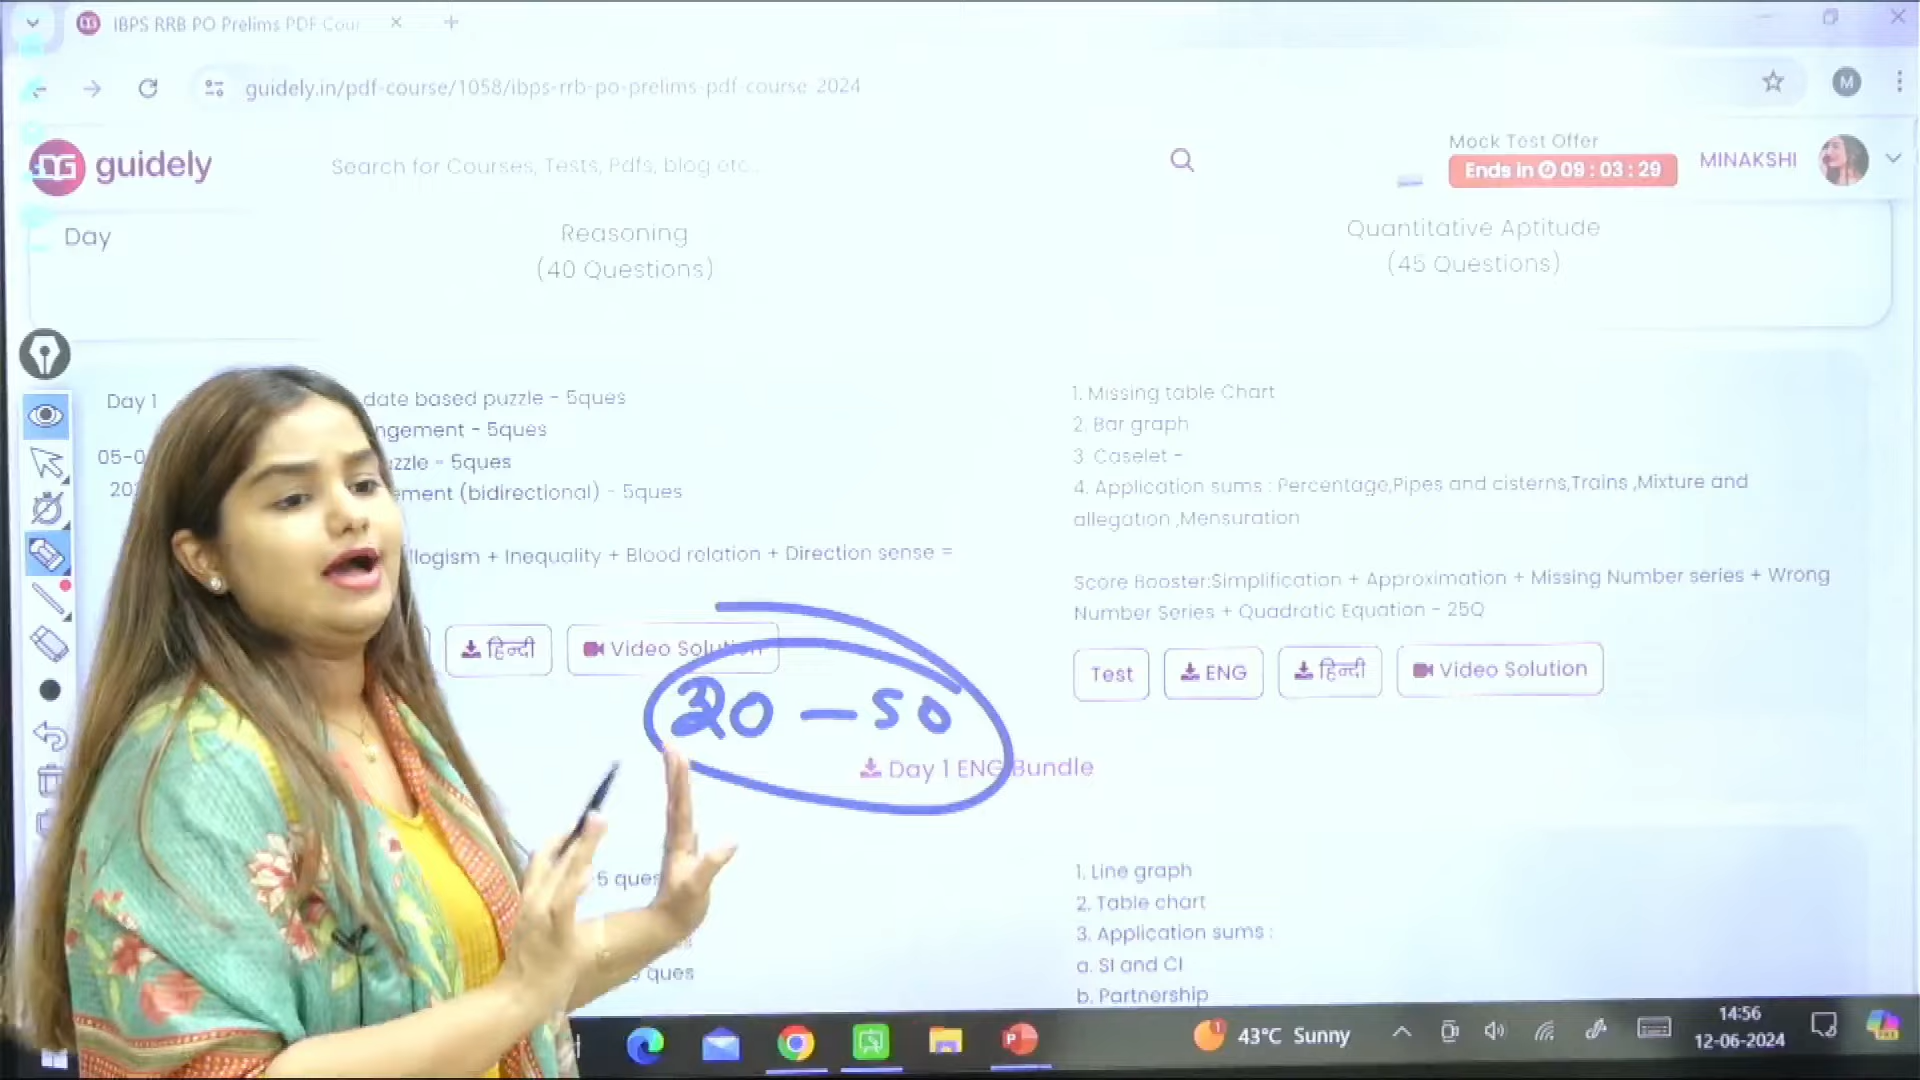 IBPS RRB PO Prelims PDF Cour
guidely.in/pdf-course/1058/ibps-rrb-po-prelims-pdf-course-2024
M
guidely
Search for Courses, Tests, Pdfs, blog etc..
Mock Test Offer
Ends in 09 : 03 : 29
MINAKSHI
Day
Reasoning
(40 Questions)
Quantitative Aptitude
(45 Questions)
Day 1
date based puzzle - 5ques
ngement - 5ques
zzle - 5ques
ement (bidirectional) - 5ques
llogism + Inequality + Blood relation + Direction sense =
हिन्दी
Video Solution
1. Missing table Chart
2. Bar graph
3. Caselet -
4. Application sums : Percentage,Pipes and cisterns,Trains ,Mixture and
allegation ,Mensuration
Score Booster:Simplification + Approximation + Missing Number series + Wrong
Number Series + Quadratic Equation - 25Q
Test
ENG
हिन्दी
Video Solution
- 50
Day 1 ENG Bundle
5 ques
ques
1. Line graph
2. Table chart
3. Application sums :
a. SI and CI
b. Partnership
43°C Sunny
14:56
12-06-2024